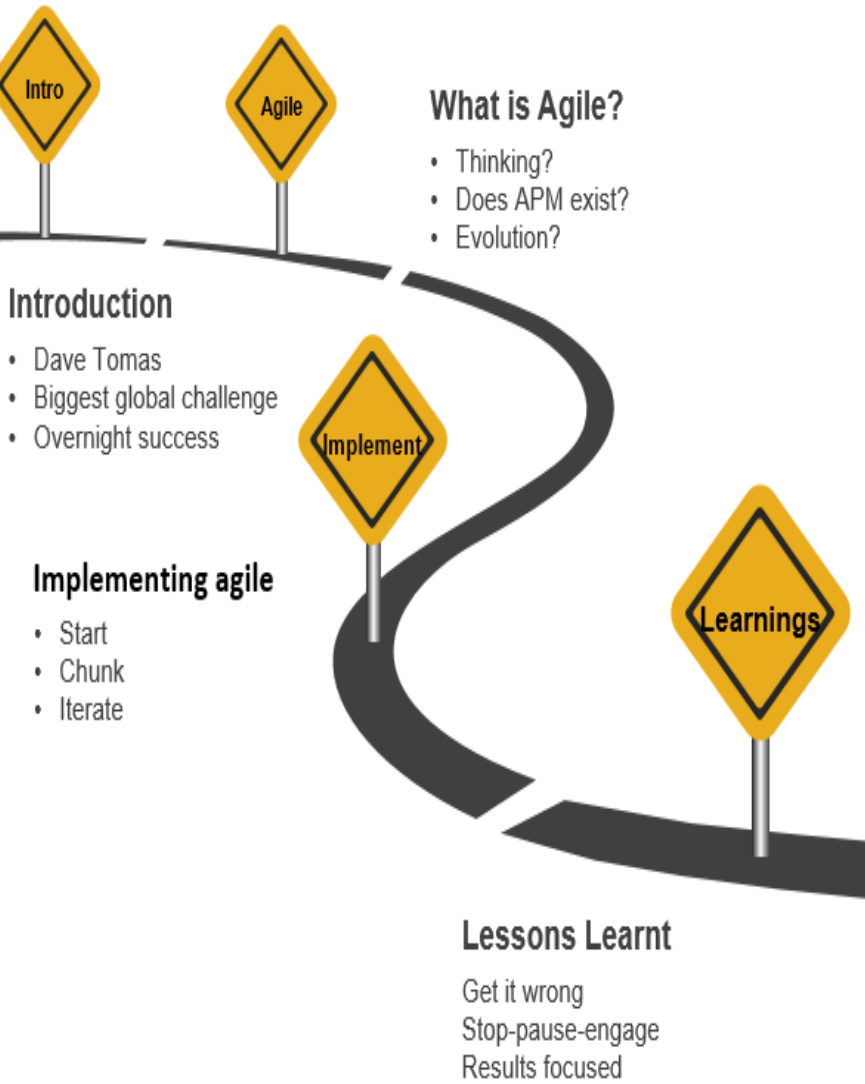 Intro
Agile
What is Agile?
• Thinking?
• Does APM exist?
• Evolution?
Introduction
• Dave Tomas
• Biggest global challenge
• Overnight success
Implement
Implementing agile
• Start
• Chunk
• Iterate
Learnings
Lessons Learnt
Get it wrong
Stop-pause-engage
Results focused